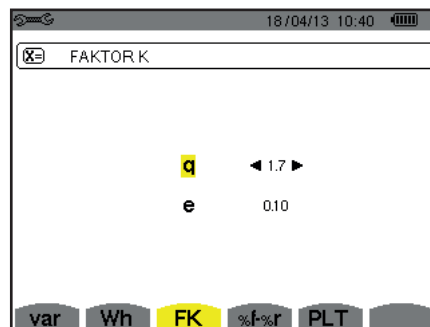 18/04/13 10:40
X= FAKTOR K
q ◄ 1.7 ►
e 0.10
var Wh FK %f-%r PLT